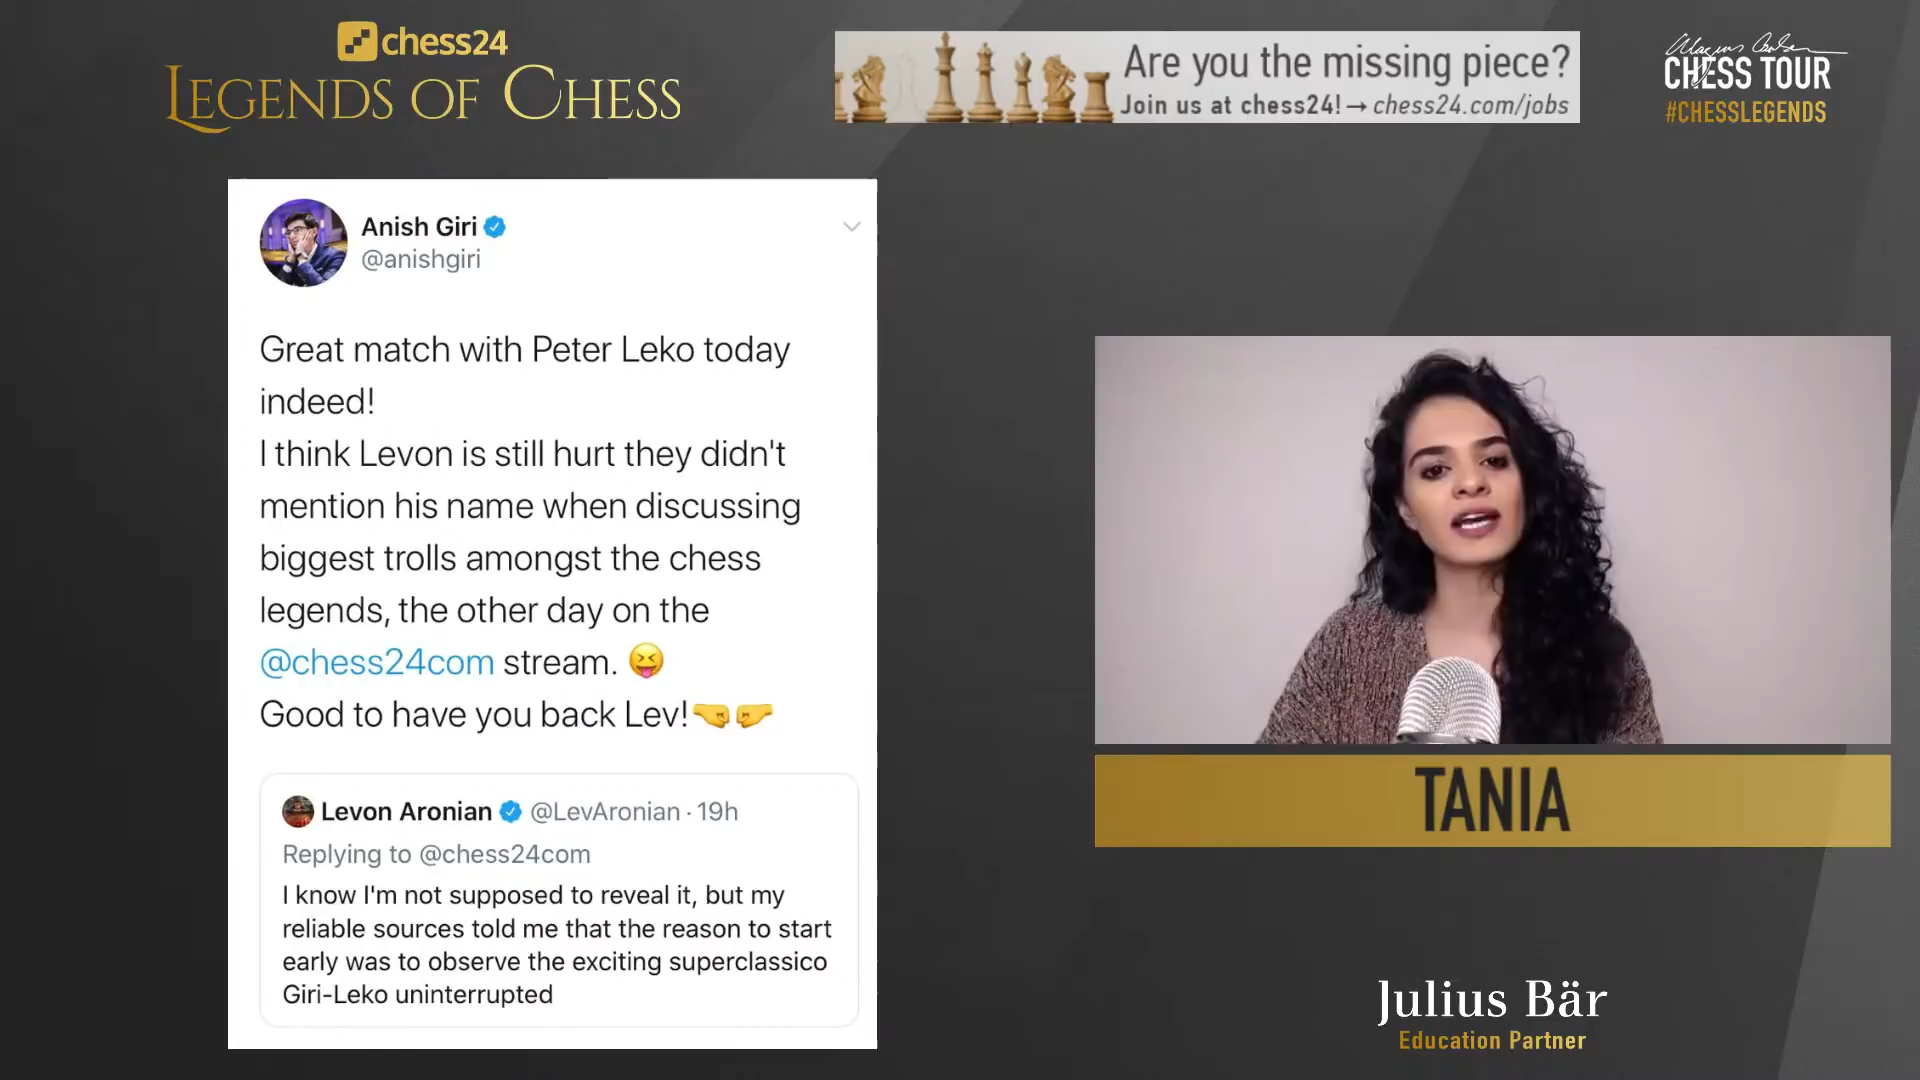 chess24
LEGENDS OF CHESS
Are you the missing piece?
Join us at chess24!→ chess24.com/jobs
Magnus Carlsen
CHESS TOUR
#CHESSLEGENDS
Anish Giri
@anishgiri
Great match with Peter Leko today
indeed!
I think Levon is still hurt they didn't
mention his name when discussing
biggest trolls amongst the chess
legends, the other day on the
@chess24com stream. 😝
Good to have you back Lev!🤜🤛
Levon Aronian @LevAronian · 19h
Replying to @chess24com
I know I'm not supposed to reveal it, but my
reliable sources told me that the reason to start
early was to observe the exciting superclassico
Giri-Leko uninterrupted
TANIA
Julius Bär
Education Partner